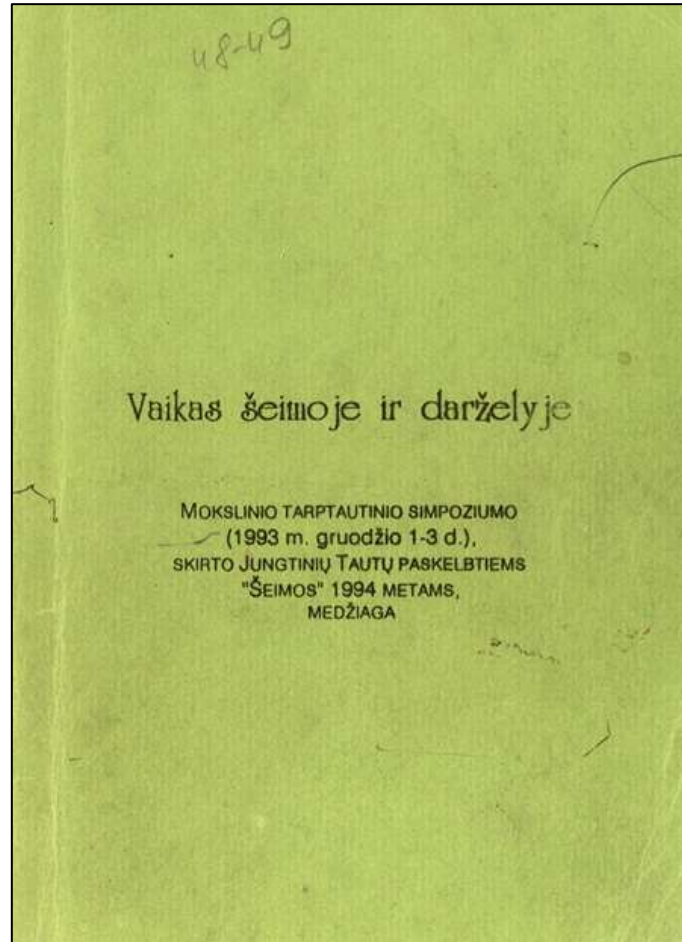 48-49
Vaikas šeimoje ir darželyje
MOKSLINIO TARPTAUTINIO SIMPOZIUMO
(1993 m. gruodžio 1-3 d.),
SKIRTO JUNGTINIŲ TAUTŲ PASKELBTIEMS
"ŠEIMOS" 1994 METAMS,
MEDŽIAGA